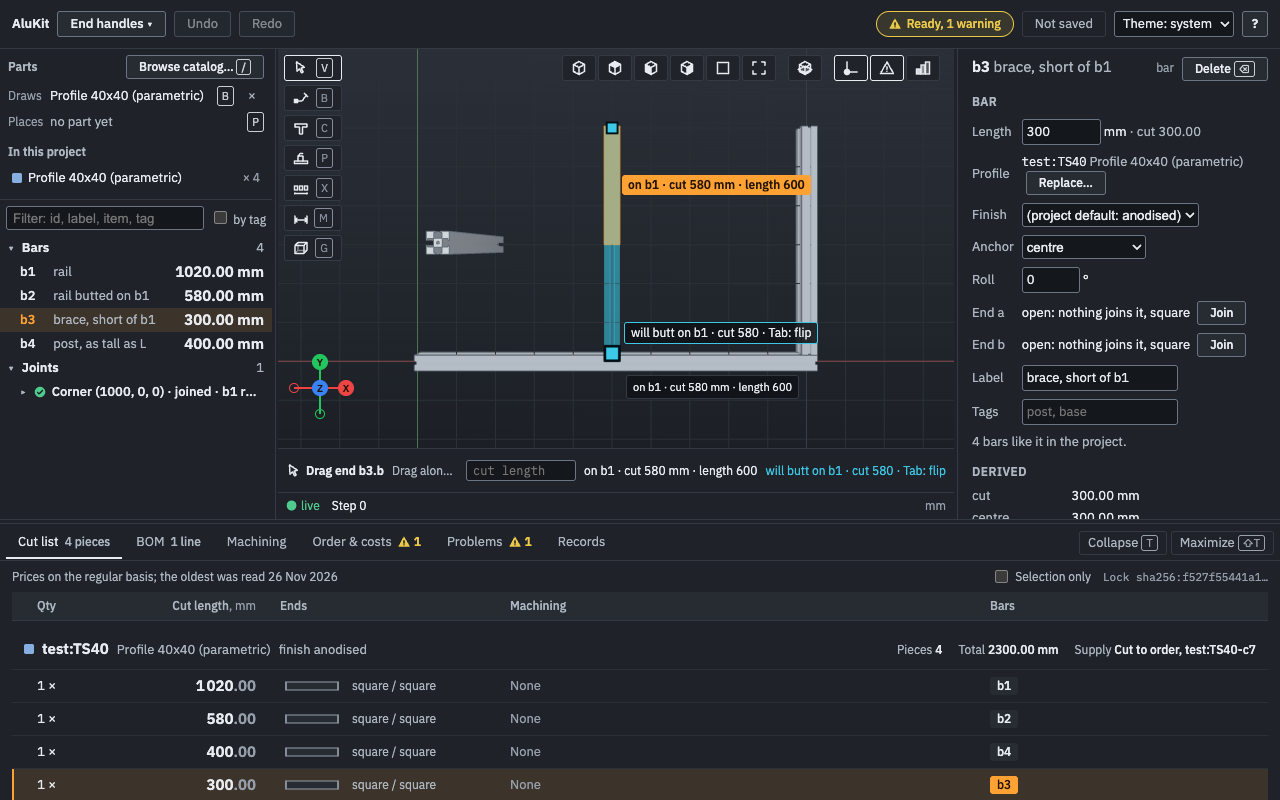 AluKit
End handles
Undo
Redo
Ready, 1 warning
Not saved
Theme: system
?
Parts
Browse catalog... /
Draws Profile 40x40 (parametric) B ×
Places no part yet P
In this project
Profile 40x40 (parametric) × 4
Filter: id, label, item, tag
by tag
Bars 4
b1 rail 1020.00 mm
b2 rail butted on b1 580.00 mm
b3 brace, short of b1 300.00 mm
b4 post, as tall as L 400.00 mm
Joints 1
Corner (1000, 0, 0) · joined · b1 r...
V
B
C
P
X
M
G
on b1 · cut 580 mm · length 600
will butt on b1 · cut 580 · Tab: flip
on b1 · cut 580 mm · length 600
Y
Z
X
Drag end b3.b Drag alon... cut length on b1 · cut 580 mm · length 600 will butt on b1 · cut 580 · Tab: flip
live Step 0 mm
b3 brace, short of b1 bar Delete
BAR
Length 300 mm · cut 300.00
Profile test:TS40 Profile 40x40 (parametric)
Replace...
Finish (project default: anodised)
Anchor centre
Roll 0 °
End a open: nothing joins it, square Join
End b open: nothing joins it, square Join
Label brace, short of b1
Tags post, base
4 bars like it in the project.
DERIVED
cut 300.00 mm
centre 300.00 mm
Cut list 4 pieces
BOM 1 line
Machining
Order & costs 1
Problems 1
Records
Collapse T
Maximize ⇧T
Prices on the regular basis; the oldest was read 26 Nov 2026
Selection only
Lock sha256:f527f55441a1…
Qty Cut length, mm Ends Machining Bars
test:TS40 Profile 40x40 (parametric) finish anodised Pieces 4 Total 2300.00 mm Supply Cut to order, test:TS40-c7
1 × 1020.00 square / square None b1
1 × 580.00 square / square None b2
1 × 400.00 square / square None b4
1 × 300.00 square / square None b3